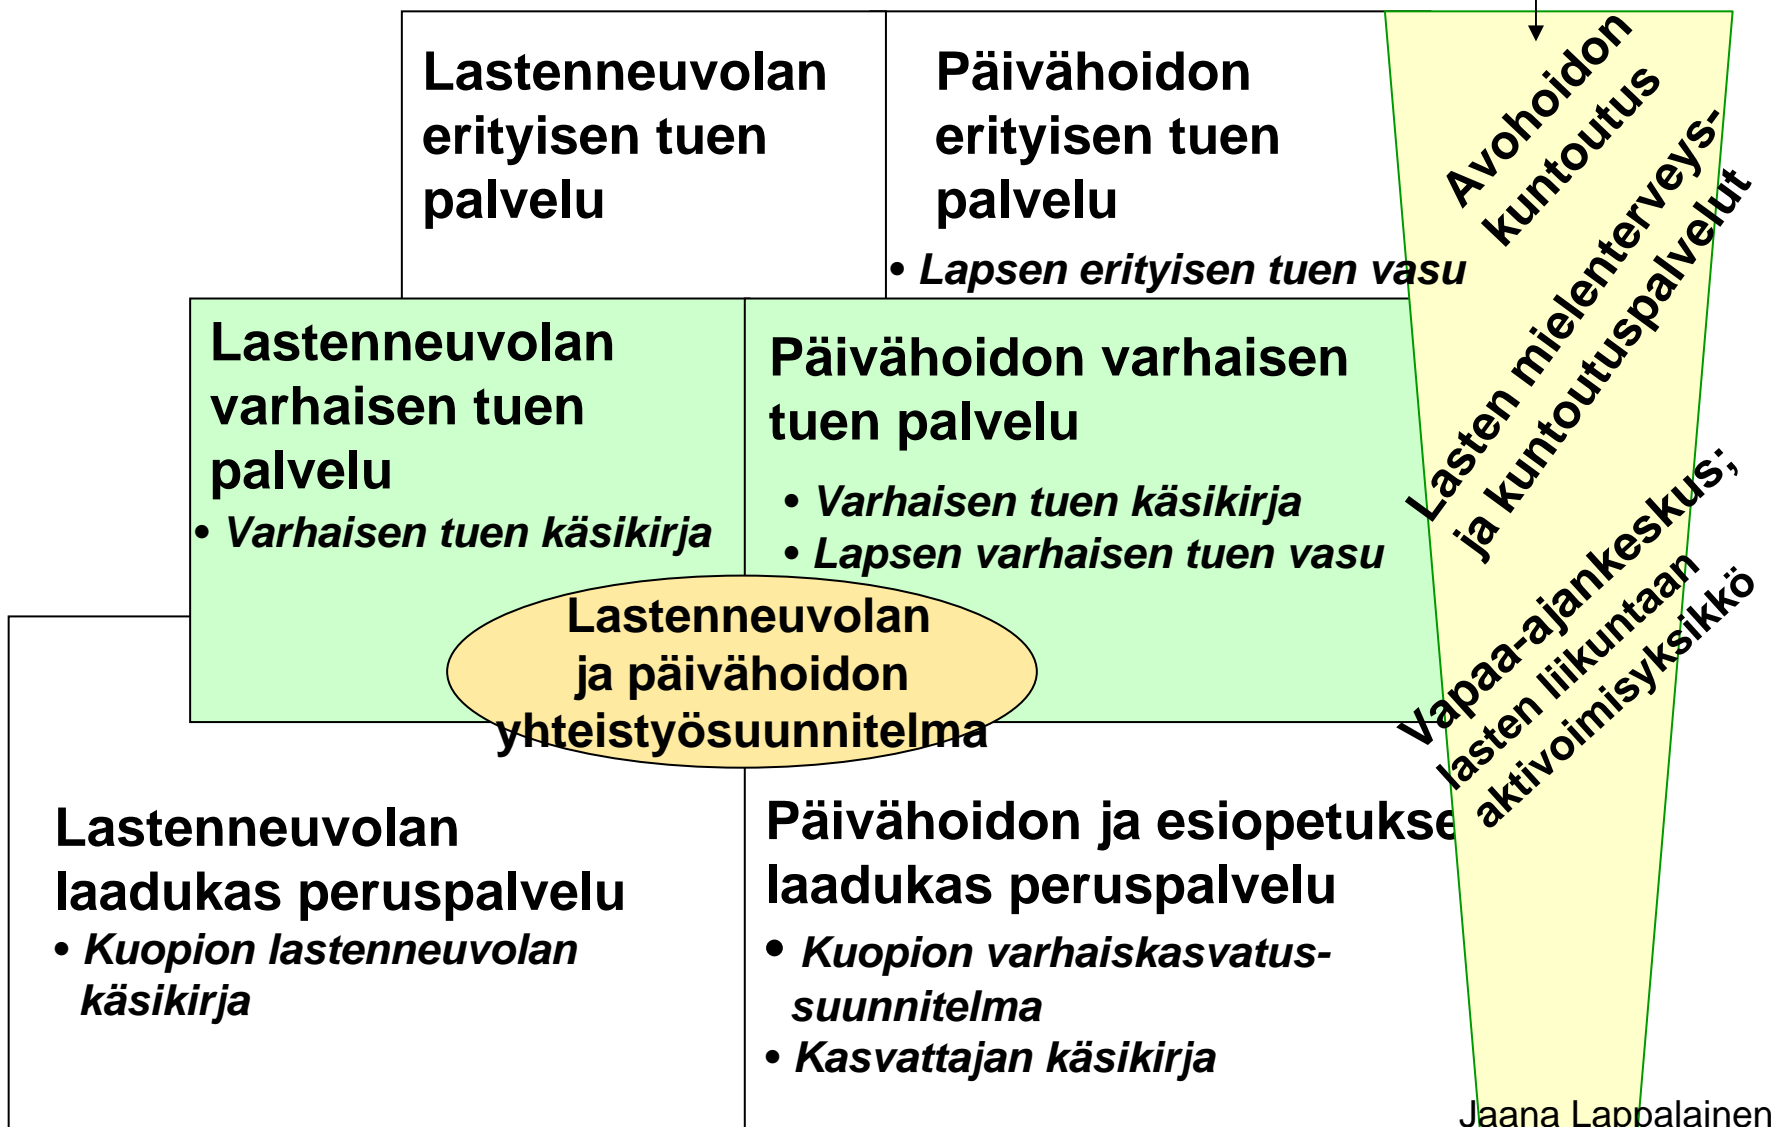 Lastenneuvolan
erityisen tuen
palvelu
Päivähoidon
erityisen tuen
palvelu
• Lapsen erityisen tuen vasu
Lastenneuvolan
varhaisen tuen
palvelu
• Varhaisen tuen käsikirja
Päivähoidon varhaisen
tuen palvelu
• Varhaisen tuen käsikirja
• Lapsen varhaisen tuen vasu
Lastenneuvolan
ja päivähoidon
yhteistyösuunnitelma
Lastenneuvolan
laadukas peruspalvelu
• Kuopion lastenneuvolan
käsikirja
Päivähoidon ja esiopetukse
laadukas peruspalvelu
• Kuopion varhaiskasvatus-
suunnitelma
• Kasvattajan käsikirja
Avohoidon
kuntoutus
Lasten mielenterveys-
ja kuntoutuspalvelut
Vapaa-ajankeskus;
lasten liikuntaan
aktivoimisyksikkö
Jaana Lappalainen